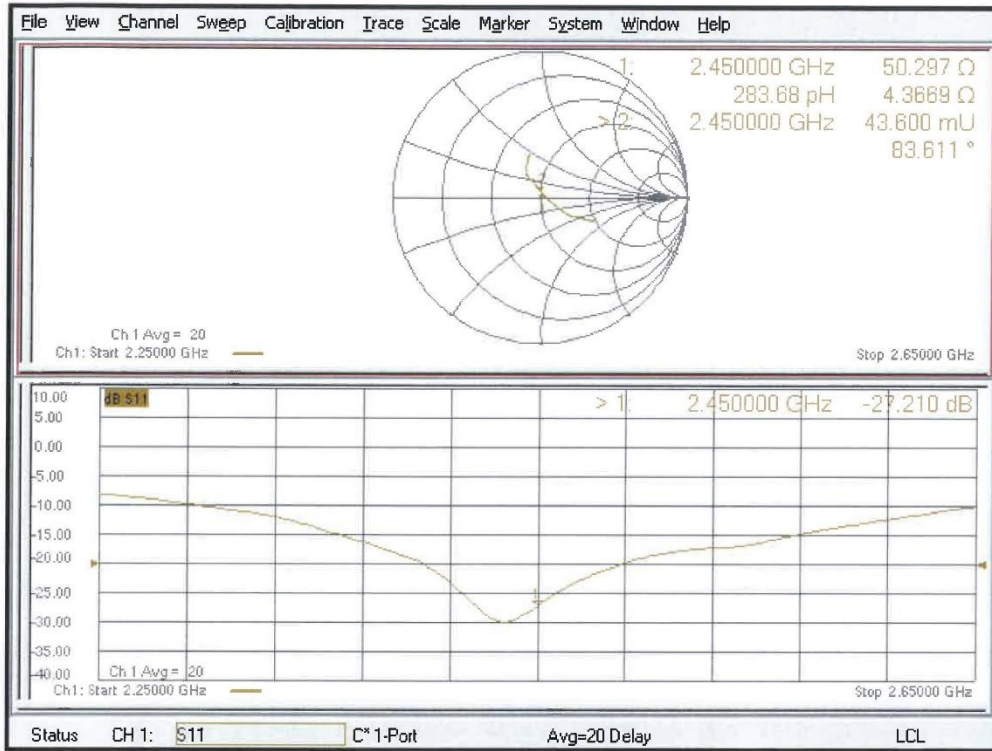 File View Channel Sweep Calibration Trace Scale Marker System Window Help
1: 2.450000 GHz 50.297 Ω
283.68 pH 4.3669 Ω
> 2: 2.450000 GHz 43.600 mU
83.611 °
Ch 1 Avg = 20
Ch1: Start 2.25000 GHz
Stop 2.65000 GHz
10.00
dB S11
> 1: 2.450000 GHz -27.210 dB
5.00
0.00
-5.00
-10.00
-15.00
-20.00
-25.00
1
-30.00
-35.00
-40.00
Ch 1 Avg = 20
Ch1: Start 2.25000 GHz
Stop 2.65000 GHz
Status CH 1: S11 C* 1-Port Avg=20 Delay LCL